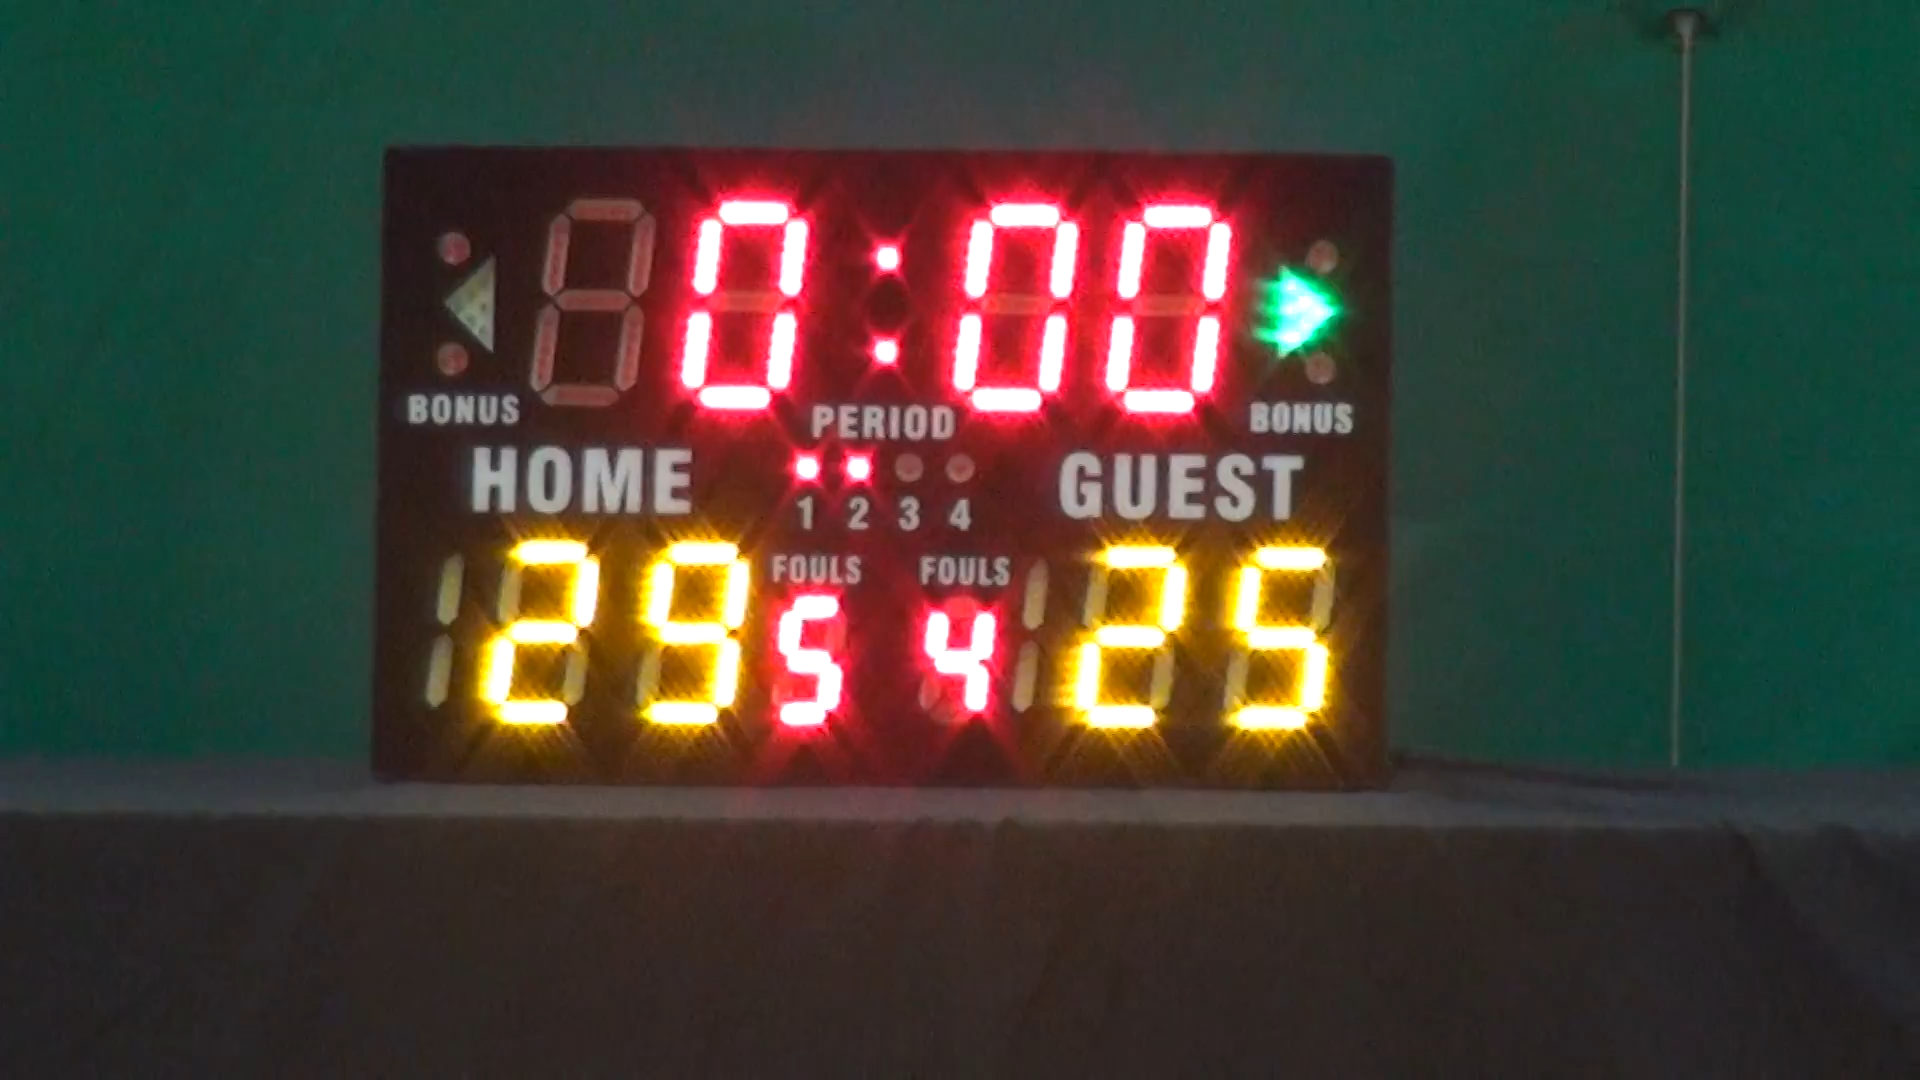 0:00
BONUS PERIOD BONUS
HOME GUEST
1 2 3 4
FOULS FOULS
29 5 4 25